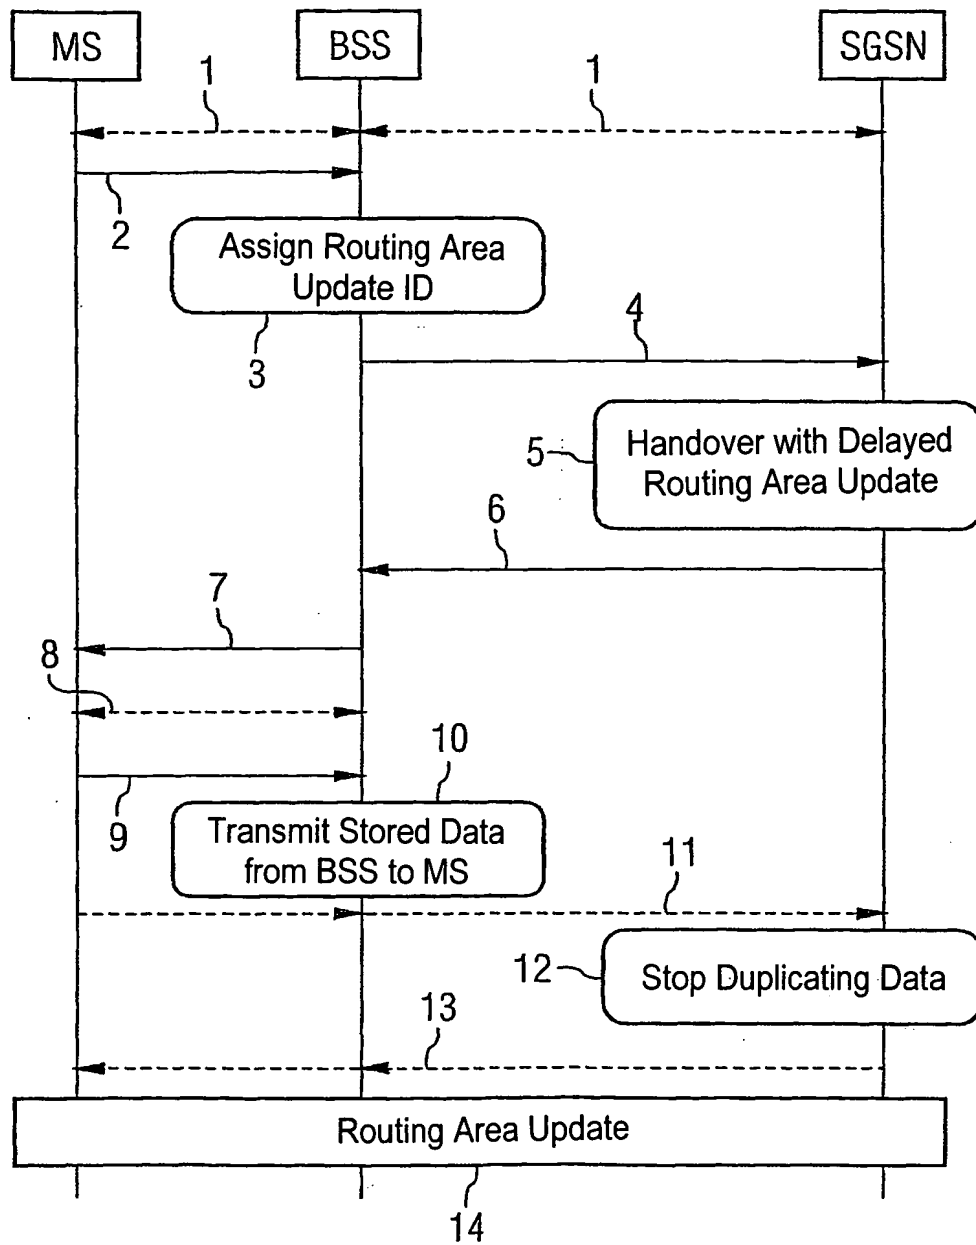 MS
BSS
SGSN
1
1
2
Assign Routing Area
Update ID
3
4
5
Handover with Delayed
Routing Area Update
6
7
8
9
10
Transmit Stored Data
from BSS to MS
11
12
Stop Duplicating Data
13
Routing Area Update
14